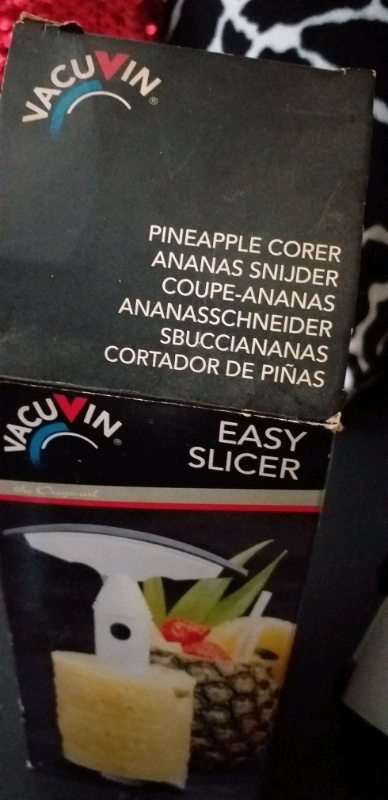 VACUVIN®
PINEAPPLE CORER
ANANAS SNIJDER
COUPE-ANANAS
ANANASSCHNEIDER
SBUCCIANANAS
CORTADOR DE PIÑAS
VACUVIN®
EASY
SLICER
the Original